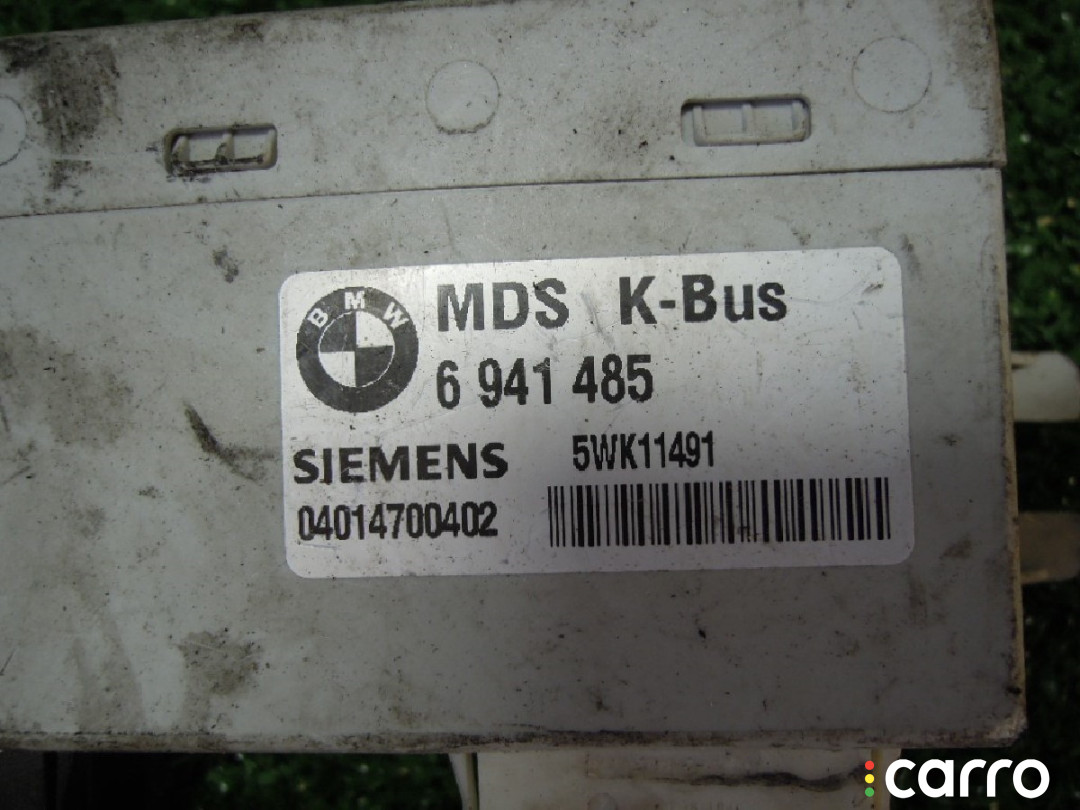 BMW
MDS K-Bus
6 941 485
SIEMENS 5WK11491
04014700402
carro